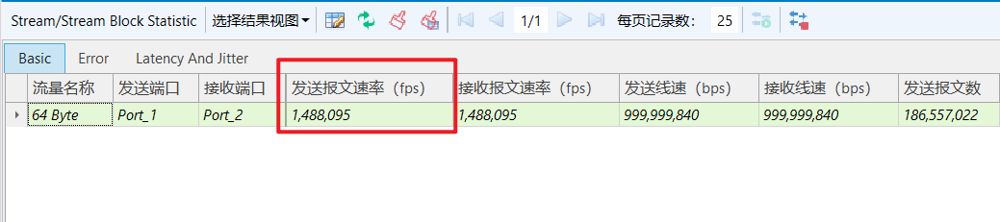 Stream/Stream Block Statistic 选择结果视图 1/1 每页记录数： 25
Basic Error Latency And Jitter
流量名称 发送端口 接收端口 发送报文速率（fps） 接收报文速率（fps） 发送线速（bps） 接收线速（bps） 发送报文数
64 Byte Port_1 Port_2 1,488,095 1,488,095 999,999,840 999,999,840 186,557,022